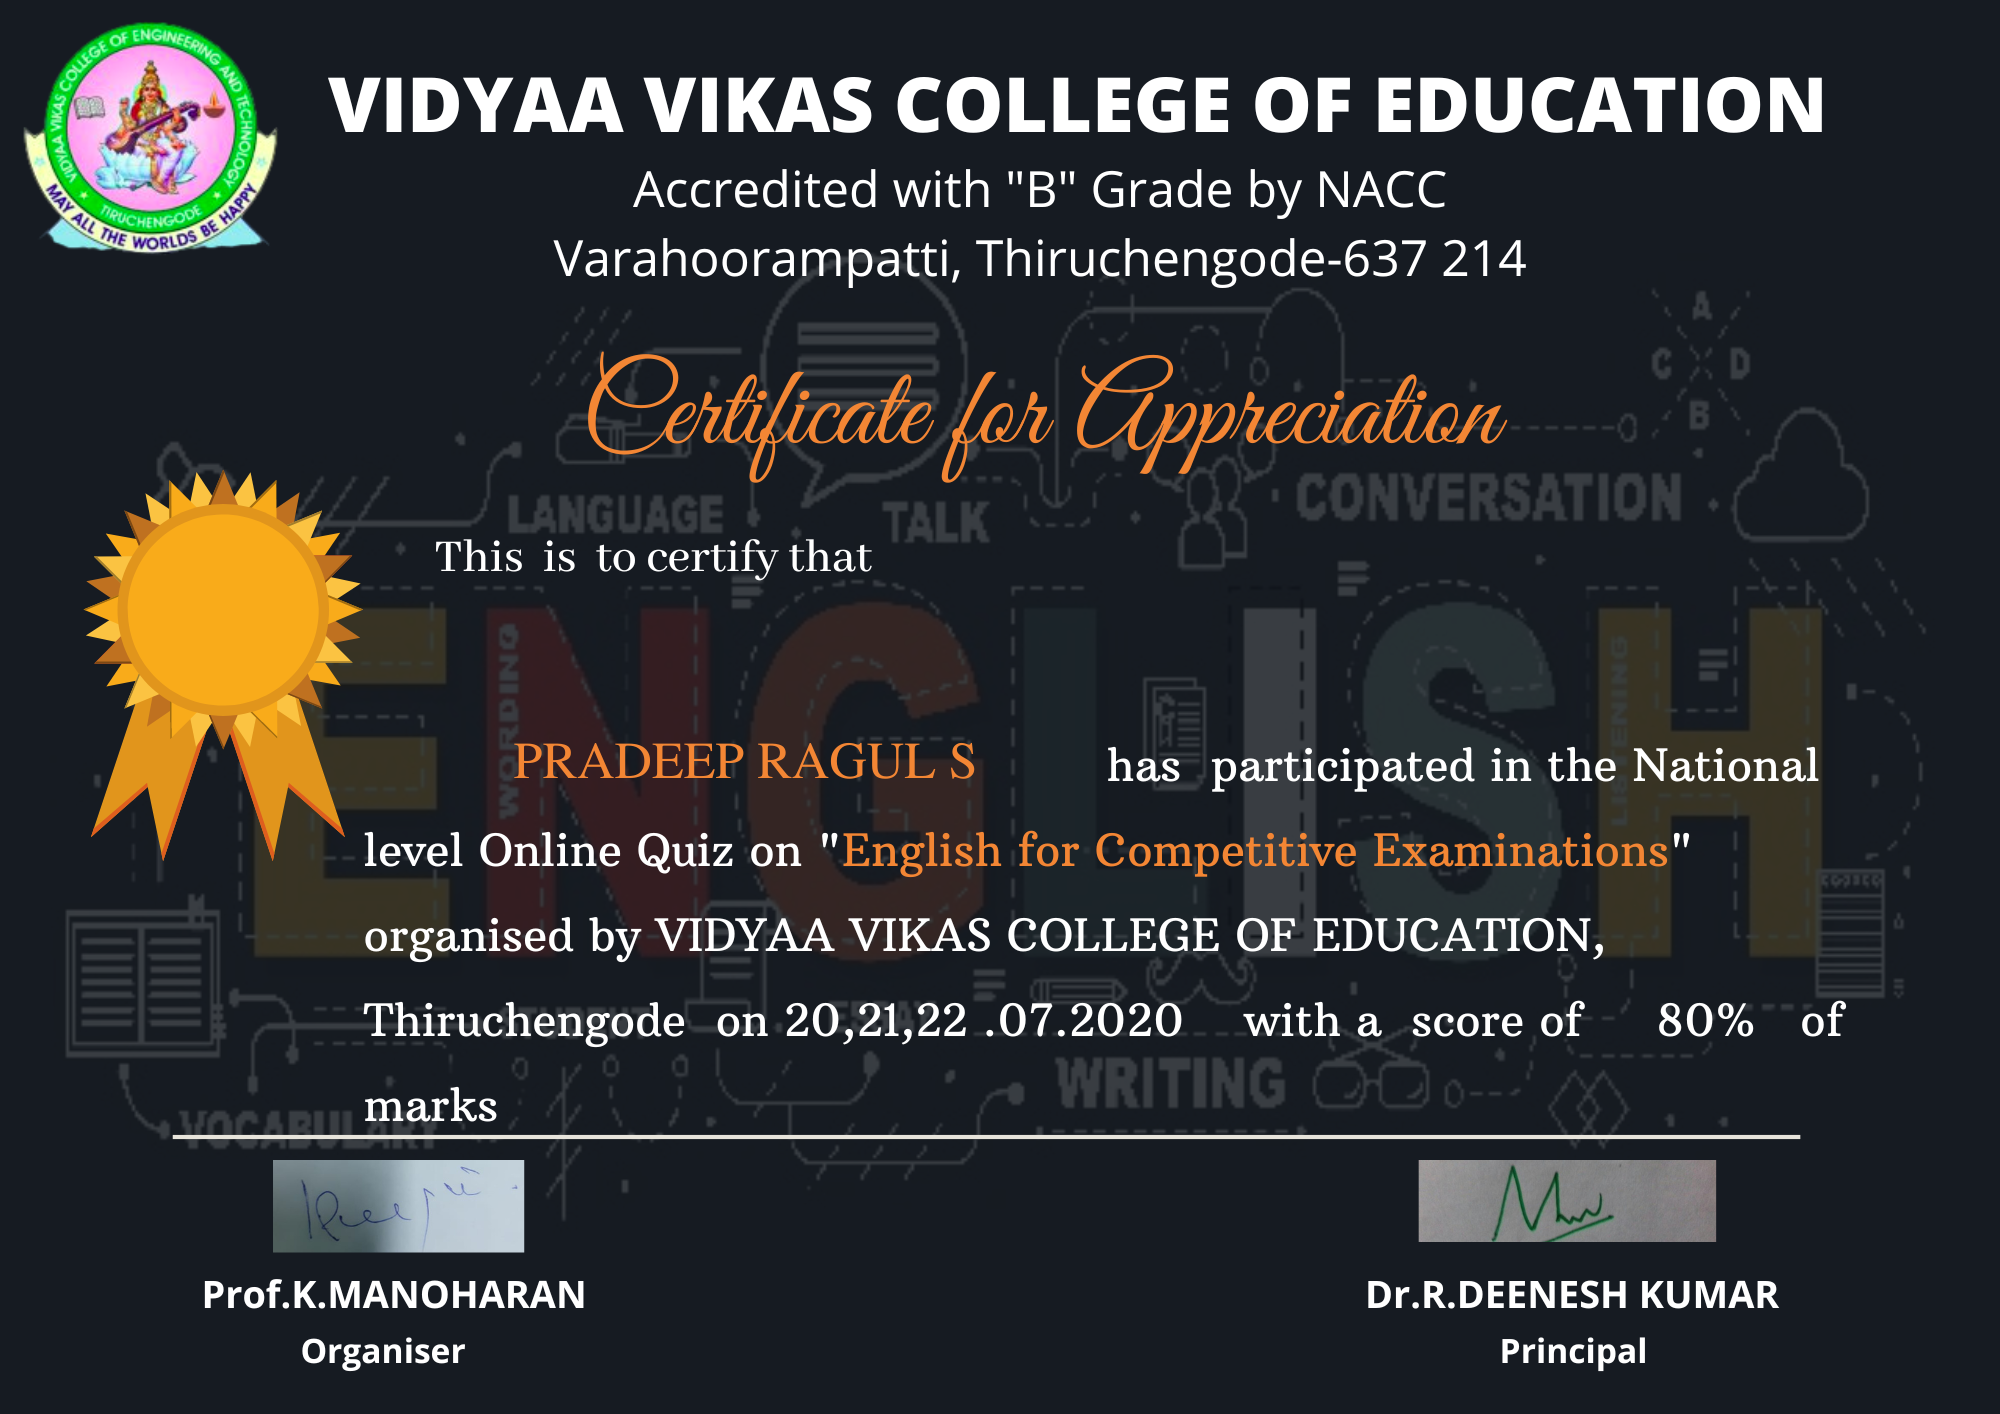 VIDYAA VIKAS COLLEGE OF ENGINEERING AND TECHNOLOGY
TIRUCHENGODE
MAY ALL THE WORLDS BE HAPPY
VIDYAA VIKAS COLLEGE OF EDUCATION
Accredited with "B" Grade by NACC
Varahoorampatti, Thiruchengode-637 214
A
C D
B
Certificate for Appreciation
LANGUAGE
TALK
CONVERSATION
This is to certify that
ENGLISH
WORDING
LISTENING
PRADEEP RAGUL S has participated in the National
level Online Quiz on "English for Competitive Examinations"
organised by VIDYAA VIKAS COLLEGE OF EDUCATION,
Thiruchengode on 20,21,22 .07.2020 with a score of 80% of
marks
WRITING
VOCABULARY
Prof.K.MANOHARAN
Organiser
Dr.R.DEENESH KUMAR
Principal